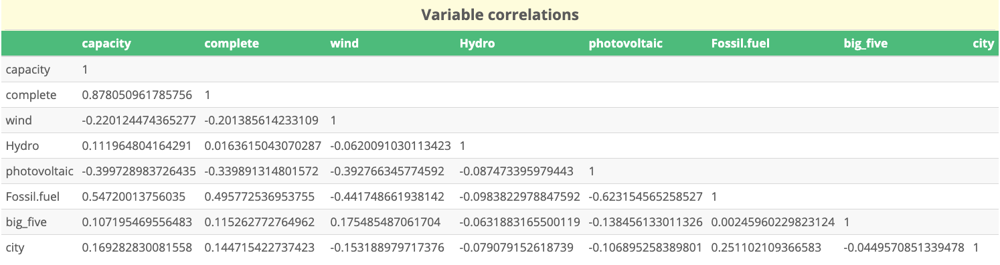 Variable correlations
capacity complete wind Hydro photovoltaic Fossil.fuel big_five city
capacity 1
complete 0.878050961785756 1
wind -0.220124474365277 -0.201385614233109 1
Hydro 0.111964804164291 0.0163615043070287 -0.0620091030113423 1
photovoltaic -0.399728983726435 -0.339891314801572 -0.392766345774592 -0.087473395979443 1
Fossil.fuel 0.54720013756035 0.495772536953755 -0.441748661938142 -0.0983822978847592 -0.623154565258527 1
big_five 0.107195469556483 0.115262772764962 0.175485487061704 -0.0631883165500119 -0.138456133011326 0.00245960229823124 1
city 0.169282830081558 0.144715422737423 -0.153188979717376 -0.079079152618739 -0.106895258389801 0.251102109366583 -0.0449570851339478 1